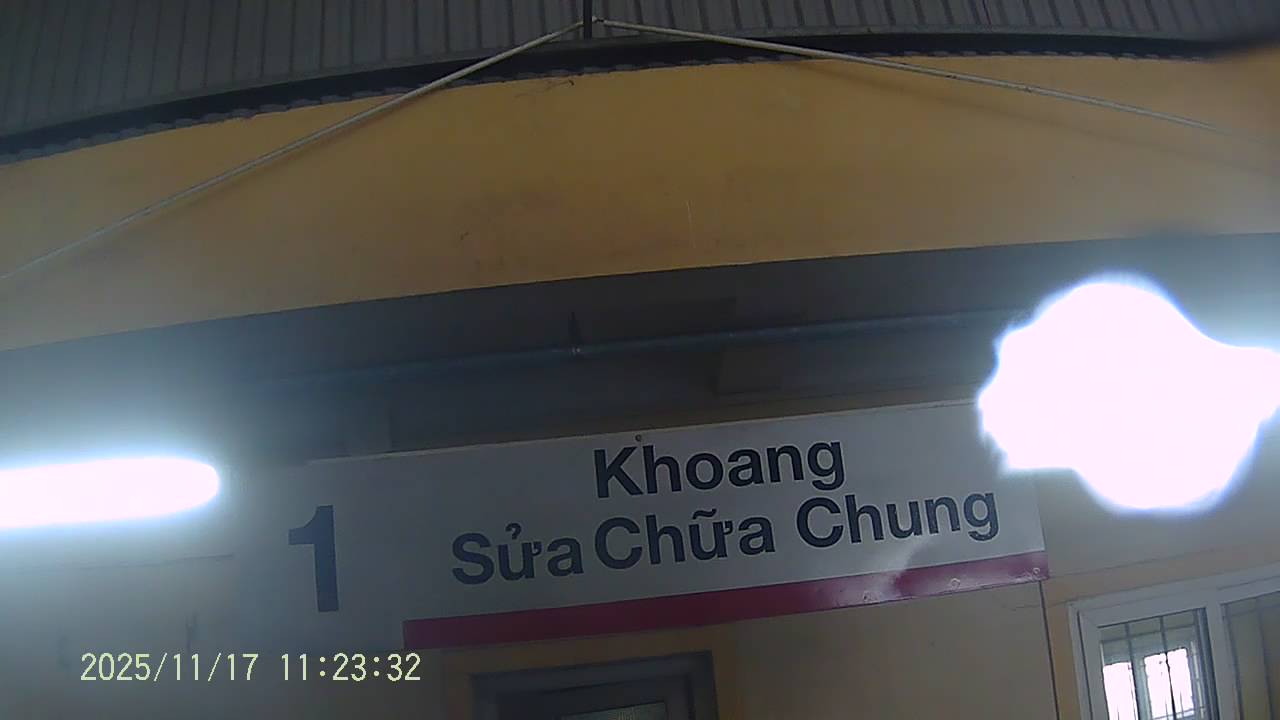 Khoang
1 Sửa Chữa Chung
2025/11/17 11:23:32